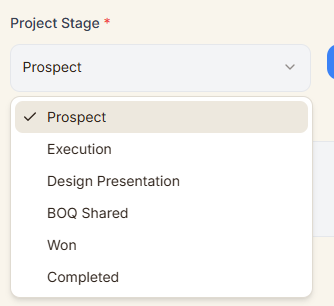 Project Stage *
Prospect
Prospect
Execution
Design Presentation
BOQ Shared
Won
Completed